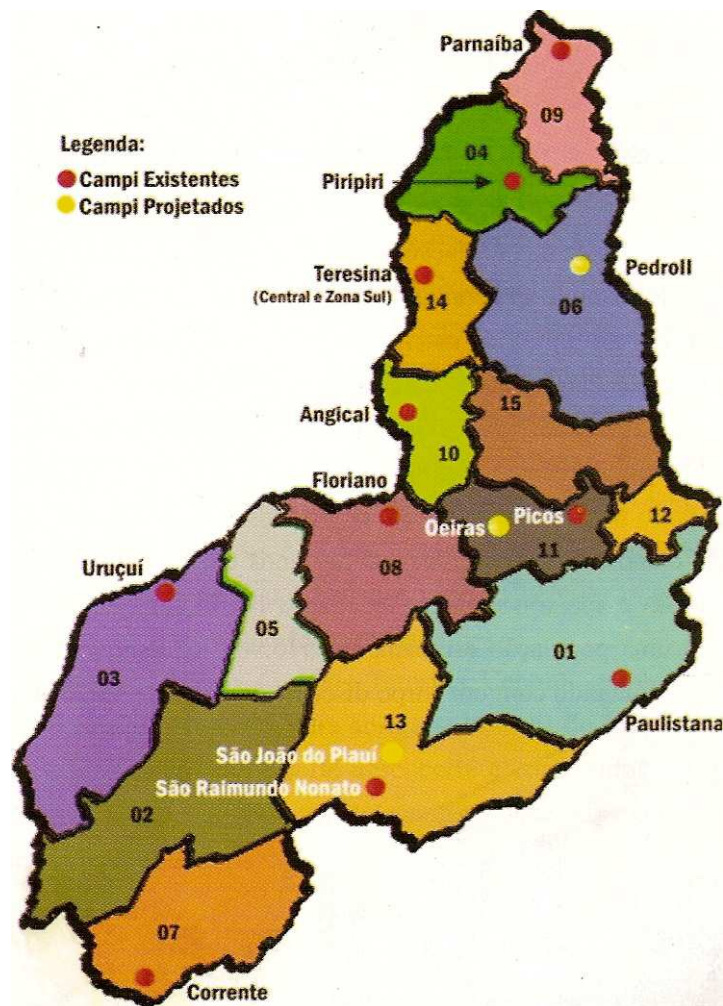 Parnaíba
09
Legenda:
Campi Existentes
Campi Projetados
04
Piripiri
Teresina
(Central e Zona Sul)
14
PedroII
06
Angical
15
10
Floriano
Oeiras
Picos
12
11
Uruçuí
08
05
01
03
Paulistana
13
São João do Piauí
São Raimundo Nonato
02
07
Corrente